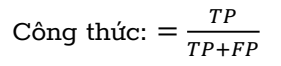 Công thức: = TP / (TP+FP)